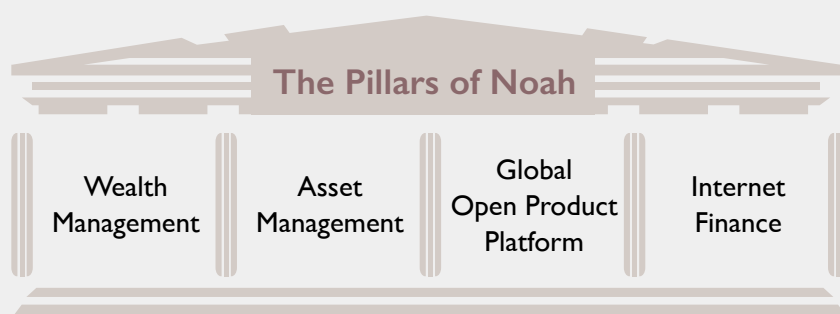 The Pillars of Noah
Wealth
Management
Asset
Management
Global
Open Product
Platform
Internet
Finance